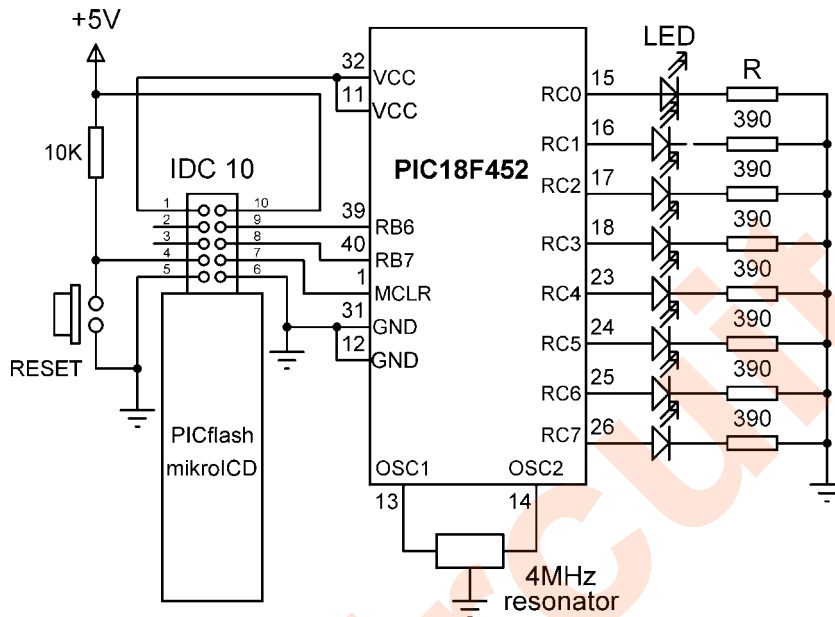 +5V
10K
RESET
IDC 10
1 10
2 9
3 8
4 7
5 6
PICflash
mikroICD
32 VCC
11 VCC
PIC18F452
39 RB6
40 RB7
1 MCLR
31 GND
12 GND
OSC1 OSC2
13 14
4MHz
resonator
LED
R
RC0 15
390
RC1 16
390
RC2 17
390
RC3 18
390
RC4 23
390
RC5 24
390
RC6 25
390
RC7 26